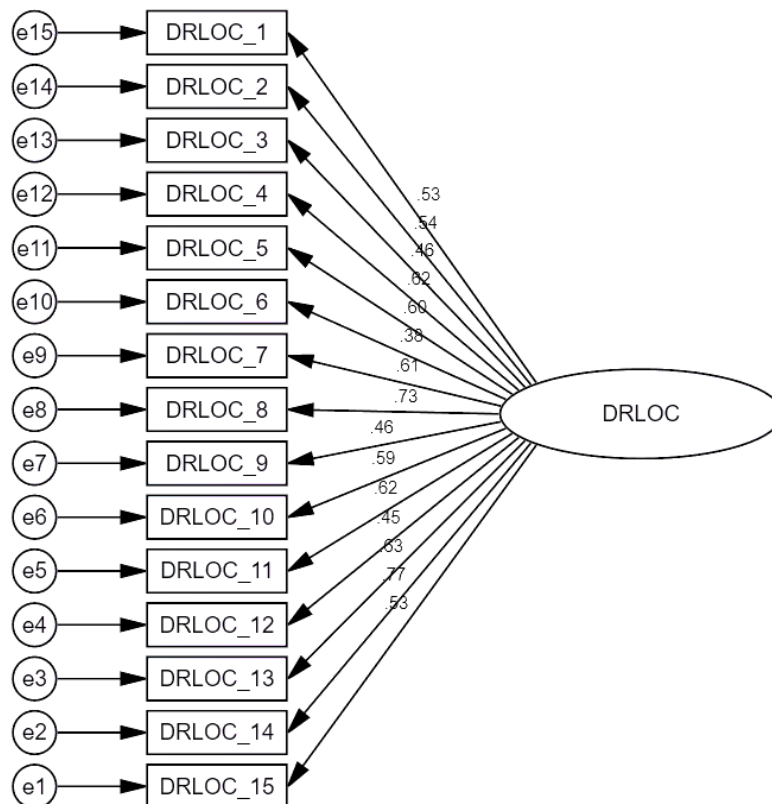 e15 DRLOC_1
e14 DRLOC_2
e13 DRLOC_3
e12 DRLOC_4
.53
.54
e11 DRLOC_5
.46
.62
e10 DRLOC_6
.60
.38
e9 DRLOC_7
.61
.73
e8 DRLOC_8
DRLOC
.46
e7 DRLOC_9
.59
.62
e6 DRLOC_10
.45
.63
e5 DRLOC_11
.77
.53
e4 DRLOC_12
e3 DRLOC_13
e2 DRLOC_14
e1 DRLOC_15